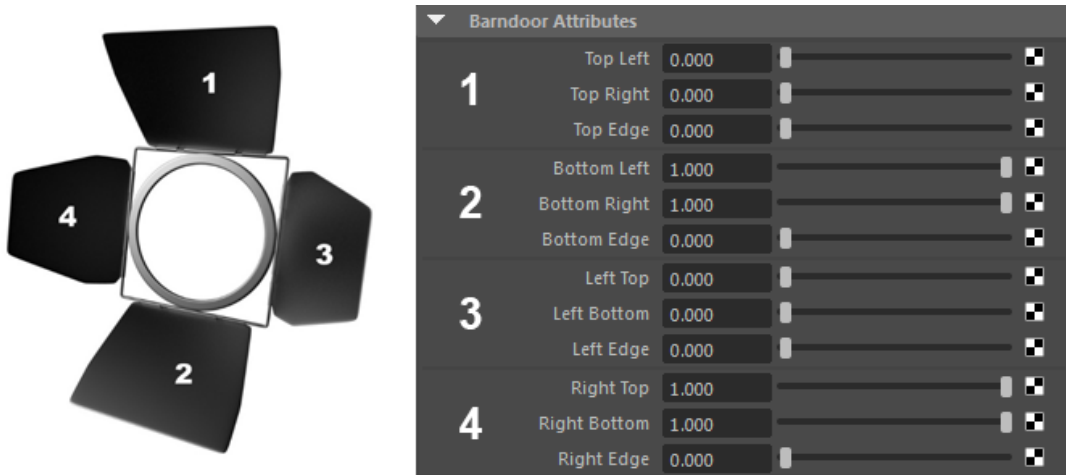 Barndoor Attributes
1
Top Left 0.000
Top Right 0.000
Top Edge 0.000
2
Bottom Left 1.000
Bottom Right 1.000
Bottom Edge 0.000
3
Left Top 0.000
Left Bottom 0.000
Left Edge 0.000
4
Right Top 1.000
Right Bottom 1.000
Right Edge 0.000
1
4
3
2